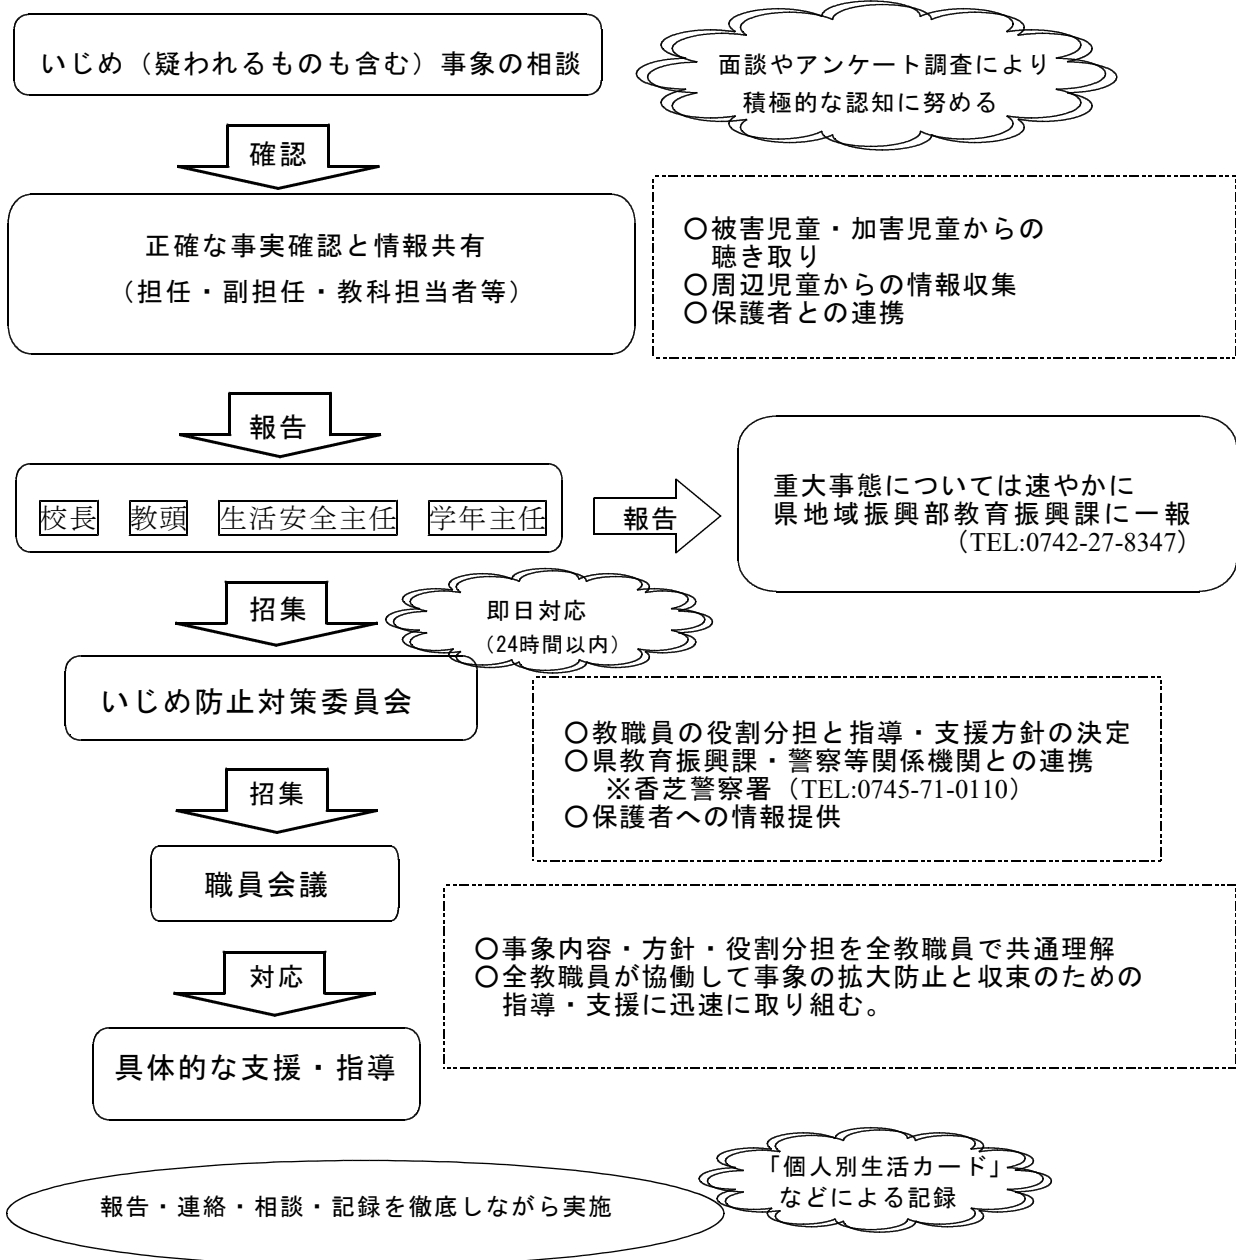 いじめ（疑われるものも含む）事象の相談
面談やアンケート調査により
積極的な認知に努める
確認
正確な事実確認と情報共有
（担任・副担任・教科担当者等）
○被害児童・加害児童からの
聴き取り
○周辺児童からの情報収集
○保護者との連携
報告
校長 教頭 生活安全主任 学年主任
報告
重大事態については速やかに
県地域振興部教育振興課に一報
（TEL:0742-27-8347）
招集
即日対応
（24時間以内）
いじめ防止対策委員会
○教職員の役割分担と指導・支援方針の決定
○県教育振興課・警察等関係機関との連携
※香芝警察署（TEL:0745-71-0110）
○保護者への情報提供
招集
職員会議
○事象内容・方針・役割分担を全教職員で共通理解
○全教職員が協働して事象の拡大防止と収束のための
指導・支援に迅速に取り組む。
対応
具体的な支援・指導
「個人別生活カード」
などによる記録
報告・連絡・相談・記録を徹底しながら実施